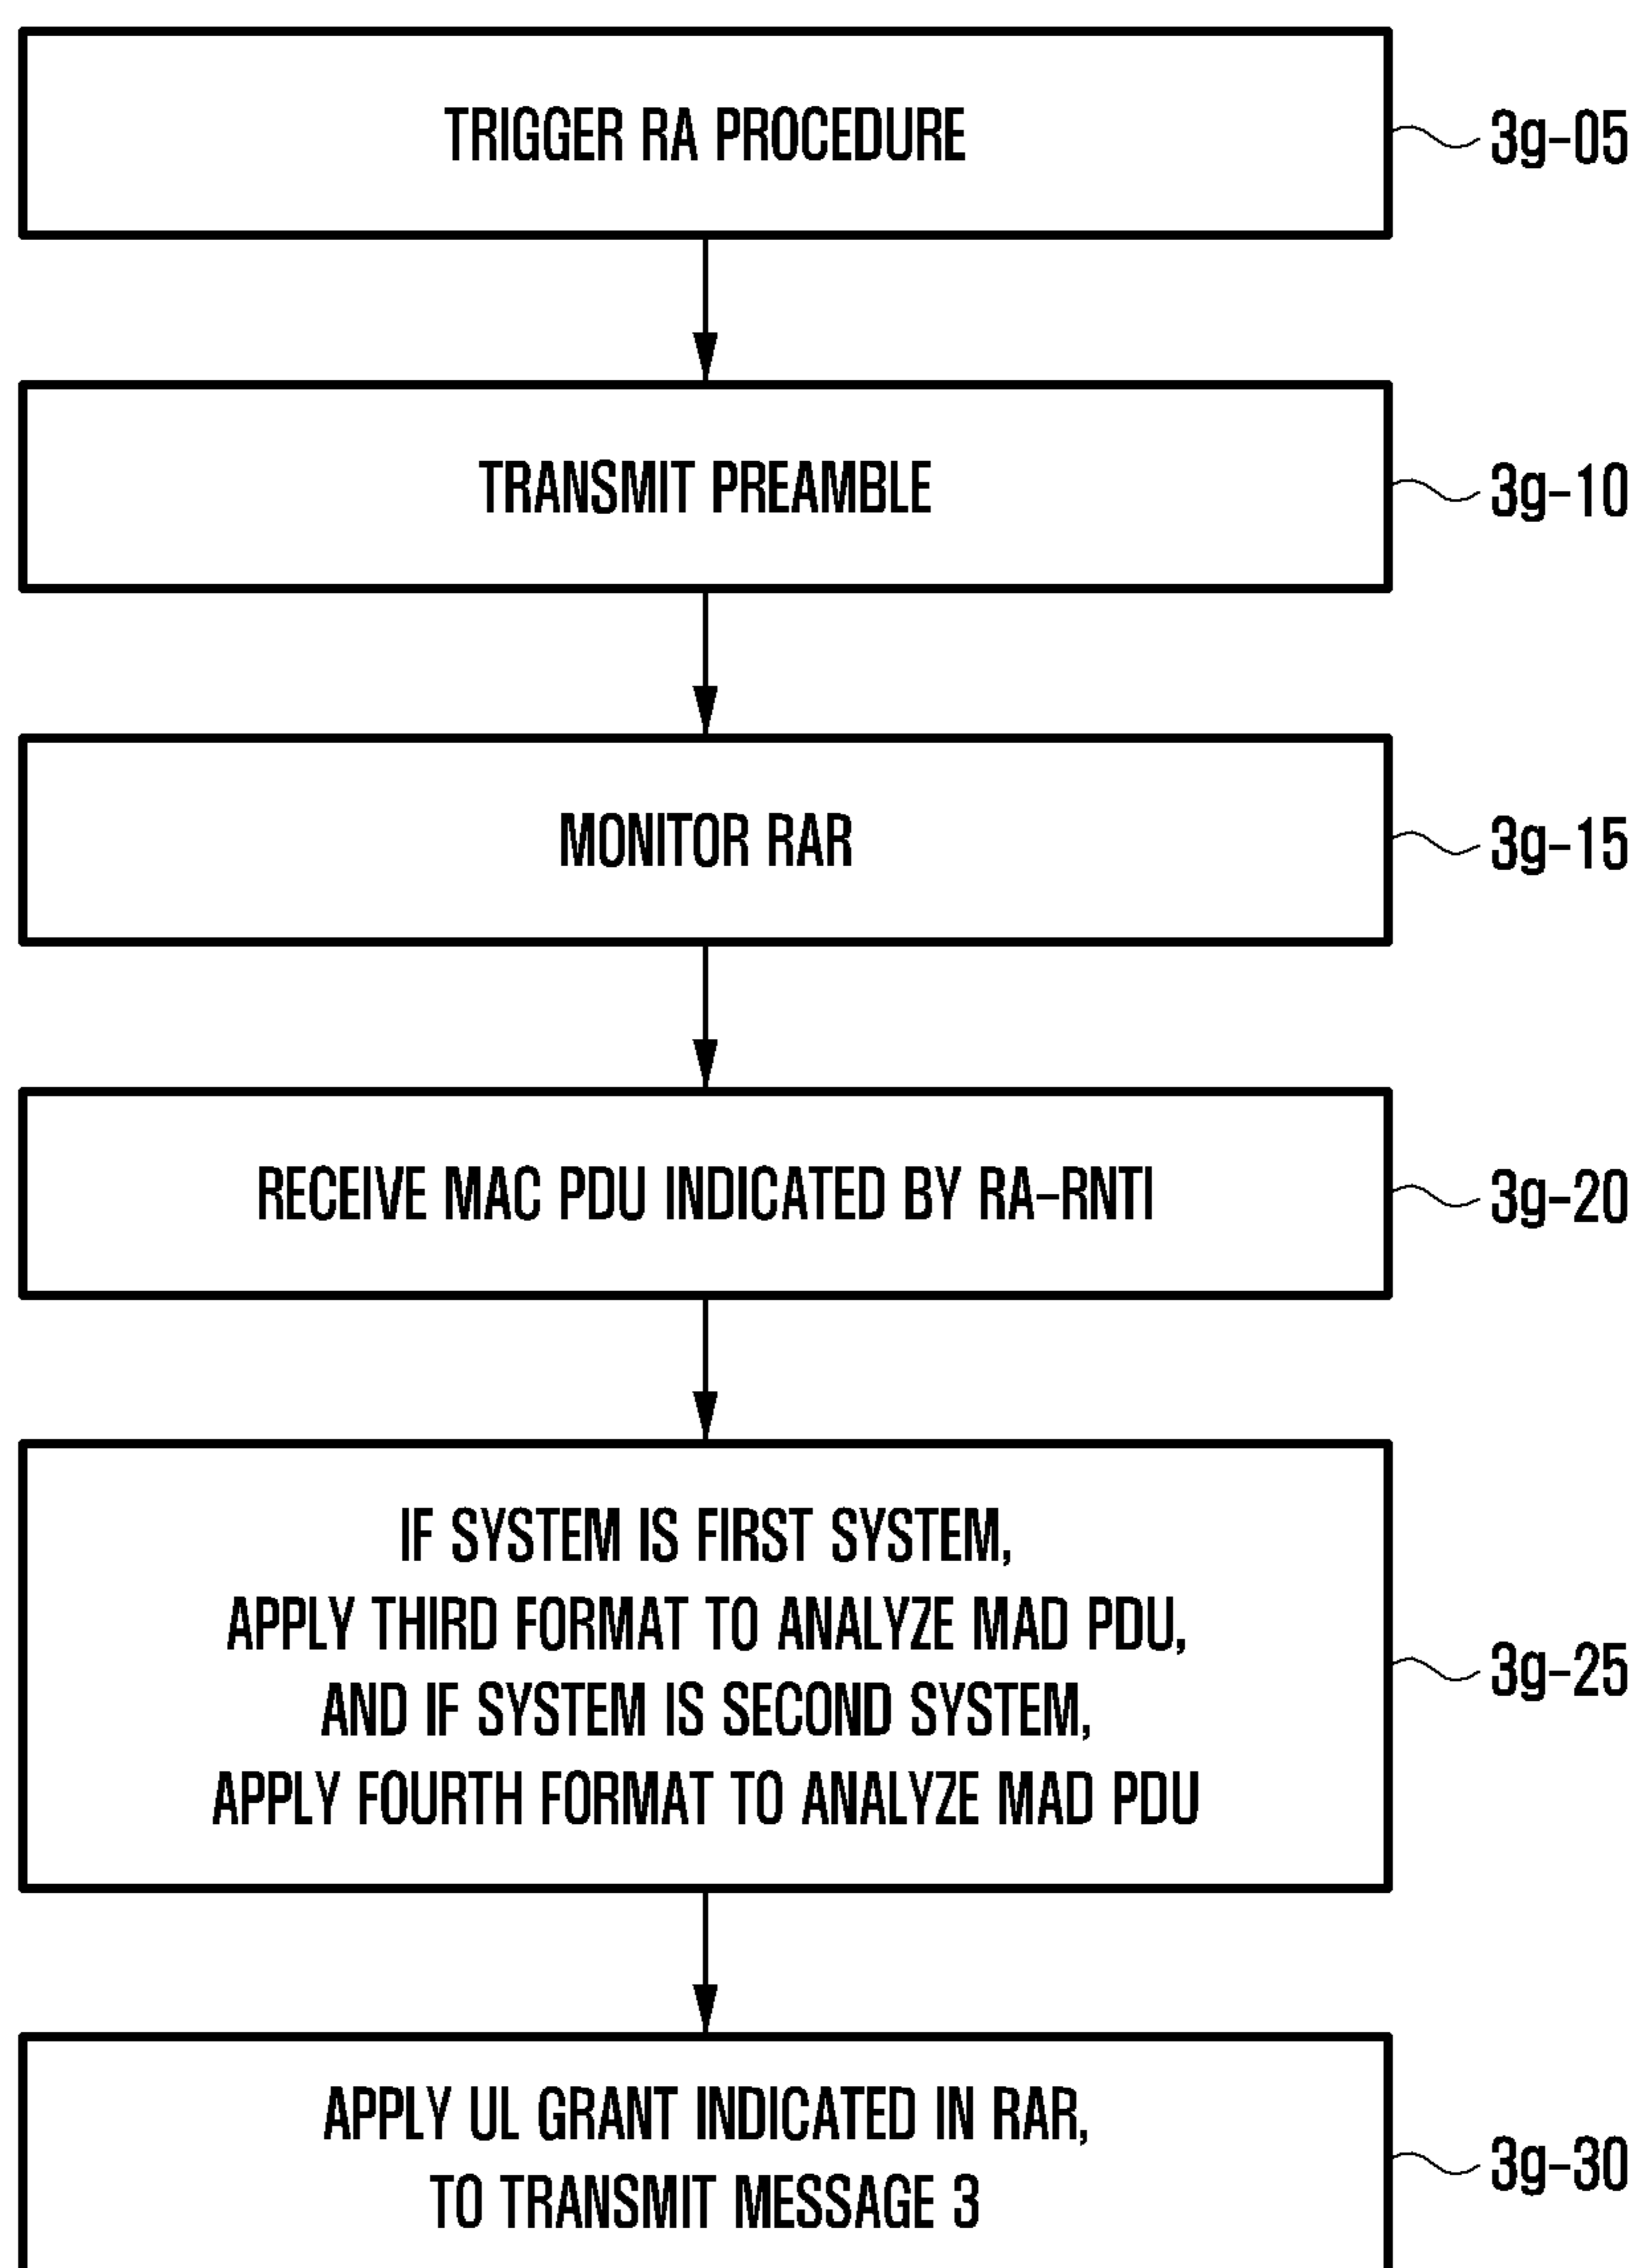 TRIGGER RA PROCEDURE
3g-05
TRANSMIT PREAMBLE
3g-10
MONITOR RAR
3g-15
RECEIVE MAC PDU INDICATED BY RA-RNTI
3g-20
IF SYSTEM IS FIRST SYSTEM,
APPLY THIRD FORMAT TO ANALYZE MAD PDU,
AND IF SYSTEM IS SECOND SYSTEM,
APPLY FOURTH FORMAT TO ANALYZE MAD PDU
3g-25
APPLY UL GRANT INDICATED IN RAR,
TO TRANSMIT MESSAGE 3
3g-30